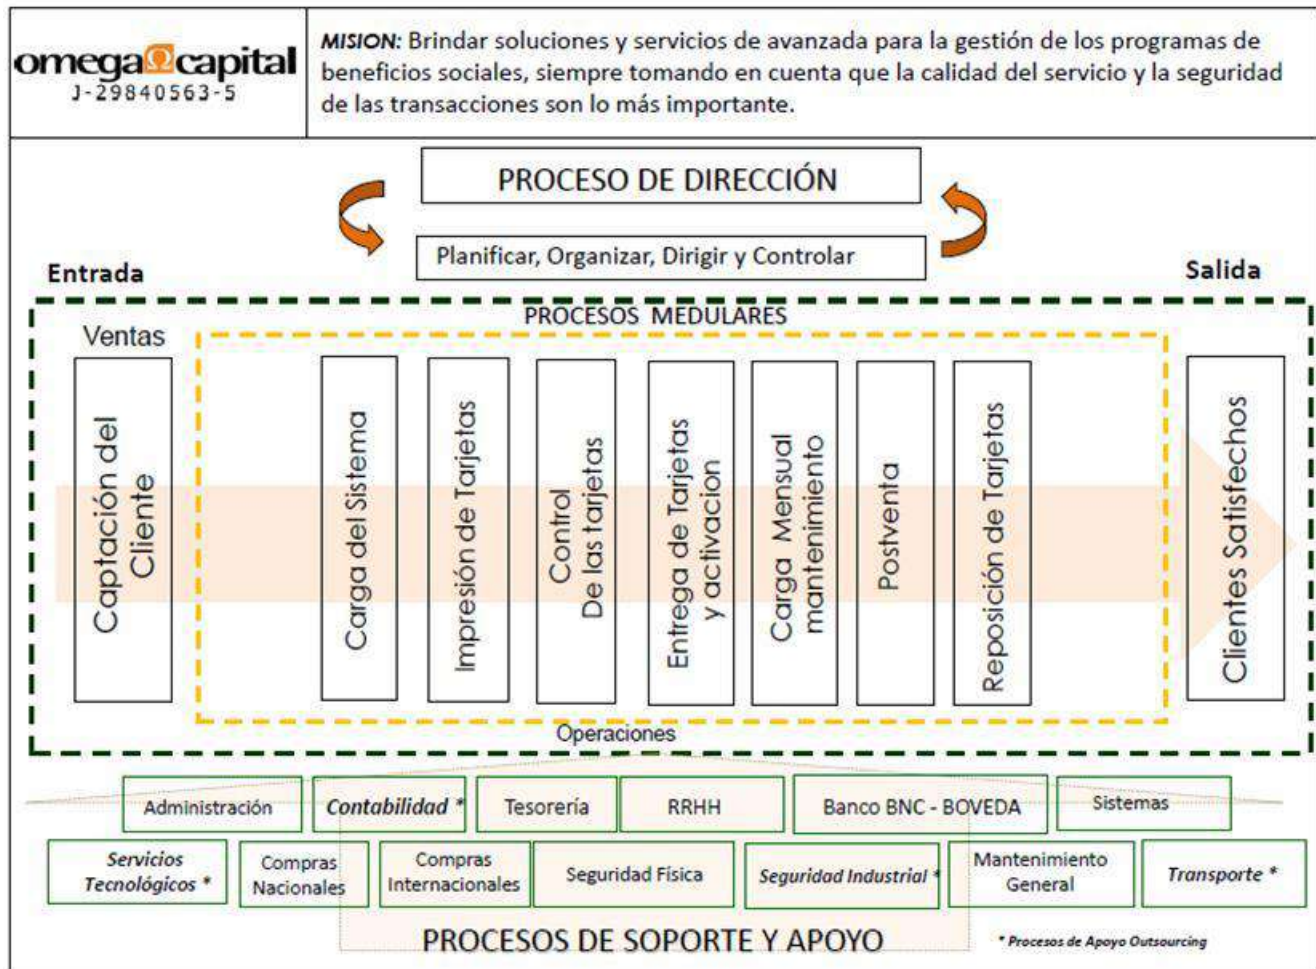 omegaΩcapital
J-29840563-5
MISION: Brindar soluciones y servicios de avanzada para la gestión de los programas de
beneficios sociales, siempre tomando en cuenta que la calidad del servicio y la seguridad
de las transacciones son lo más importante.
PROCESO DE DIRECCIÓN
Planificar, Organizar, Dirigir y Controlar
Entrada
Salida
PROCESOS MEDULARES
Ventas
Captación del
Cliente
Carga del Sistema
Impresión de Tarjetas
Control
De las tarjetas
Entrega de Tarjetas
y activacion
Carga Mensual
mantenimiento
Postventa
Reposición de Tarjetas
Clientes Satisfechos
Operaciones
Administración
Contabilidad *
Tesorería
RRHH
Banco BNC - BOVEDA
Sistemas
Servicios
Tecnológicos *
Compras
Nacionales
Compras
Internacionales
Seguridad Física
Seguridad Industrial *
Mantenimiento
General
Transporte *
PROCESOS DE SOPORTE Y APOYO
* Procesos de Apoyo Outsourcing